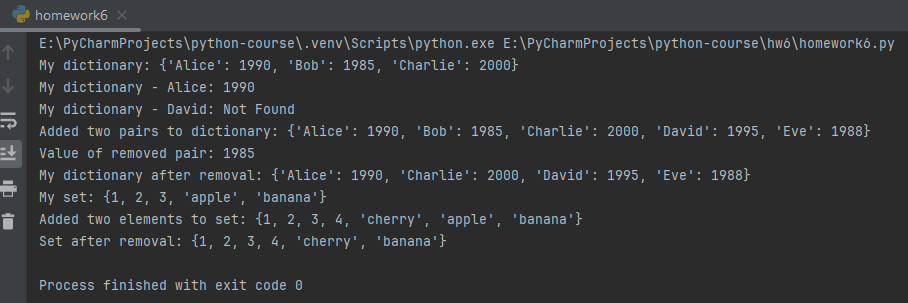 homework6
E:\PyCharmProjects\python-course\.venv\Scripts\python.exe E:\PyCharmProjects\python-course\hw6\homework6.py
My dictionary: {'Alice': 1990, 'Bob': 1985, 'Charlie': 2000}
My dictionary - Alice: 1990
My dictionary - David: Not Found
Added two pairs to dictionary: {'Alice': 1990, 'Bob': 1985, 'Charlie': 2000, 'David': 1995, 'Eve': 1988}
Value of removed pair: 1985
My dictionary after removal: {'Alice': 1990, 'Charlie': 2000, 'David': 1995, 'Eve': 1988}
My set: {1, 2, 3, 'apple', 'banana'}
Added two elements to set: {1, 2, 3, 4, 'cherry', 'apple', 'banana'}
Set after removal: {1, 2, 3, 4, 'cherry', 'banana'}
Process finished with exit code 0